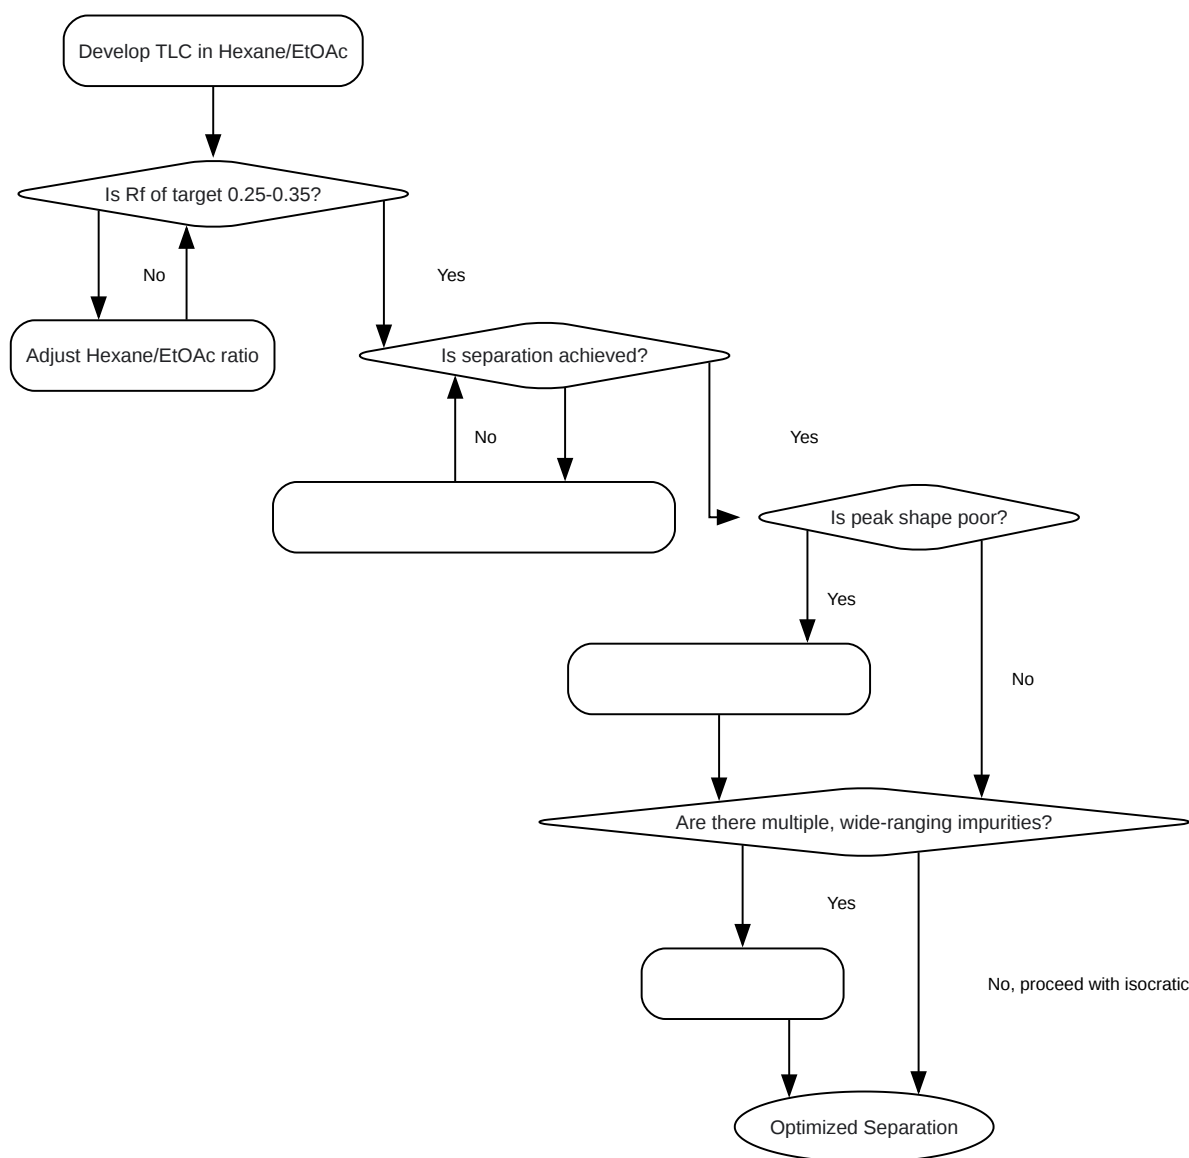 Develop TLC in Hexane/EtOAc
Is Rf of target 0.25-0.35?
No
Yes
Adjust Hexane/EtOAc ratio
Is separation achieved?
No
Yes
Is peak shape poor?
Yes
No
Are there multiple, wide-ranging impurities?
Yes
No, proceed with isocratic
Optimized Separation